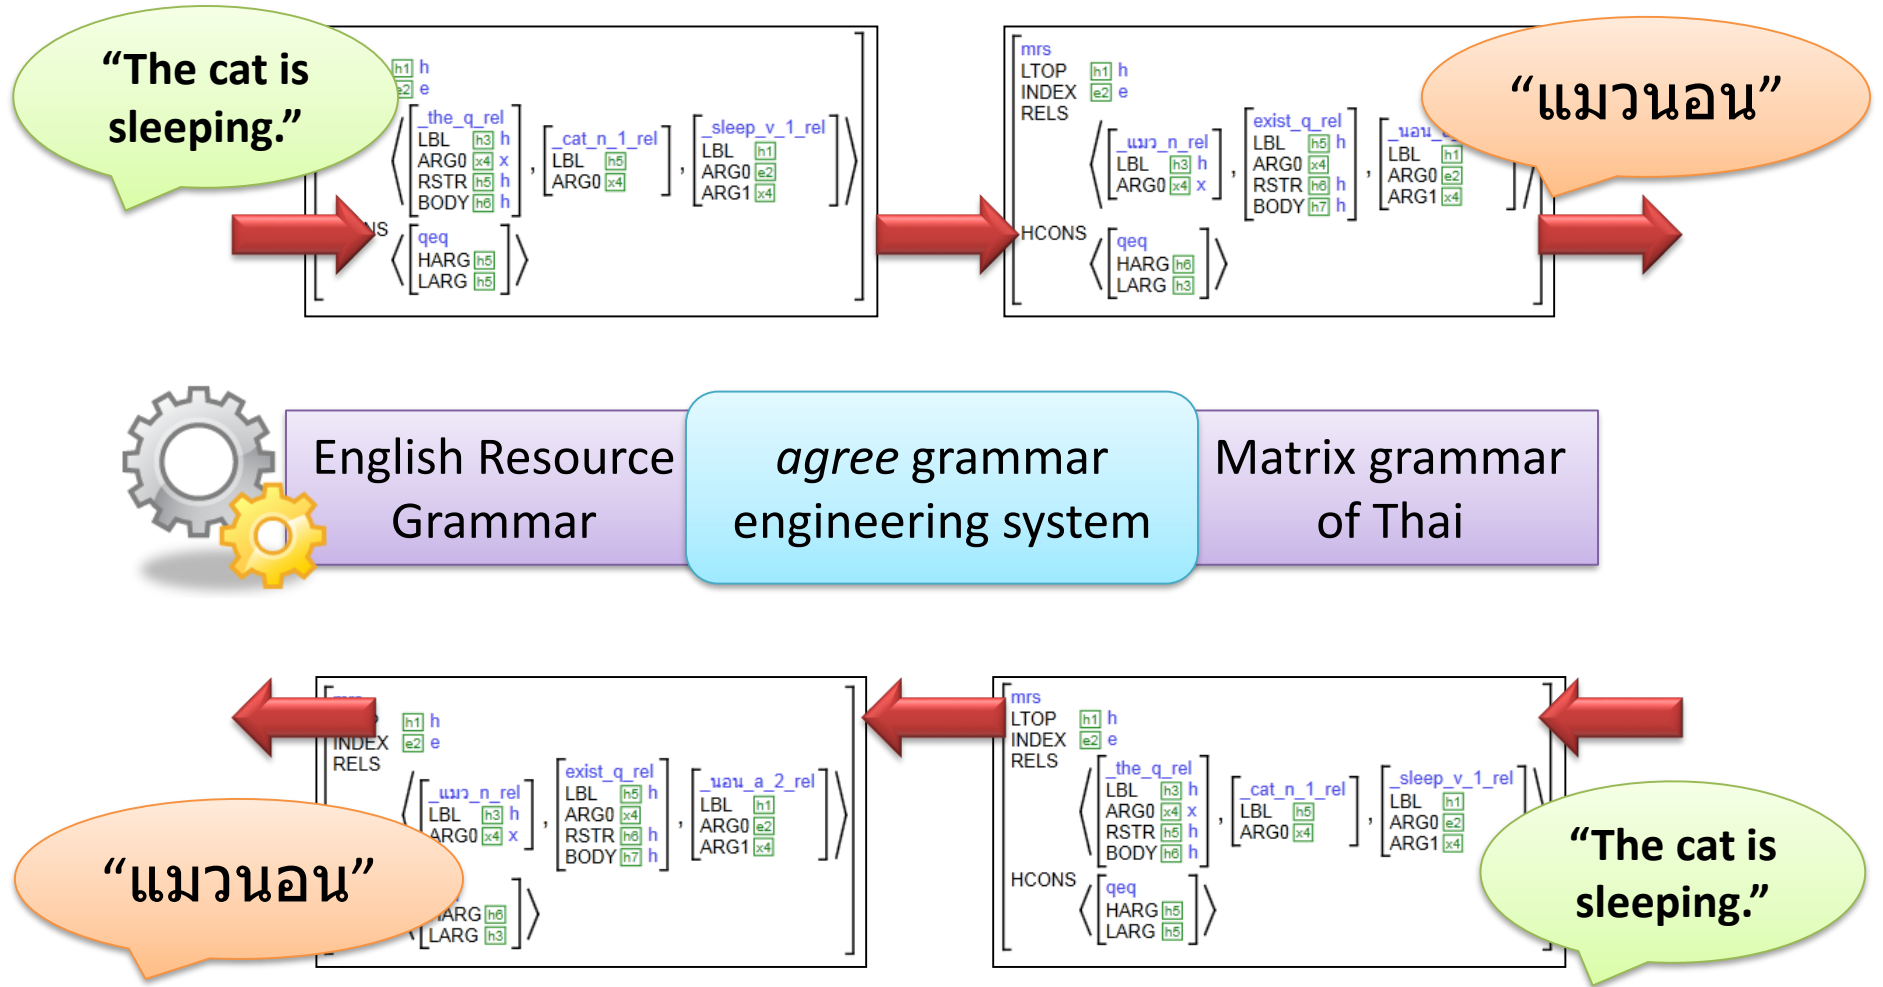 “The cat is
sleeping.”
h1 h
e2 e
_the_q_rel
LBL h3 h
ARG0 x4 x
RSTR h5 h
BODY h6 h
,
_cat_n_1_rel
LBL h5
ARG0 x4
,
_sleep_v_1_rel
LBL h1
ARG0 e2
ARG1 x4
NS
qeq
HARG h5
LARG h5
mrs
LTOP h1 h
INDEX e2 e
RELS
_แมว_n_rel
LBL h3 h
ARG0 x4 x
,
exist_q_rel
LBL h5 h
ARG0 x4
RSTR h6 h
BODY h7 h
,
_นอน_a
LBL h1
ARG0 e2
ARG1 x4
HCONS
qeq
HARG h6
LARG h3
“แมวนอน”
English Resource
Grammar
agree grammar
engineering system
Matrix grammar
of Thai
h1 h
INDEX e2 e
RELS
_แมว_n_rel
LBL h3 h
ARG0 x4 x
,
exist_q_rel
LBL h5 h
ARG0 x4
RSTR h6 h
BODY h7 h
,
_นอน_a_2_rel
LBL h1
ARG0 e2
ARG1 x4
HARG h6
LARG h3
“แมวนอน”
mrs
LTOP h1 h
INDEX e2 e
RELS
_the_q_rel
LBL h3 h
ARG0 x4 x
RSTR h5 h
BODY h6 h
,
_cat_n_1_rel
LBL h5
ARG0 x4
,
_sleep_v_1_rel
LBL h1
ARG0 e2
ARG1 x4
HCONS
qeq
HARG h5
LARG h5
“The cat is
sleeping.”